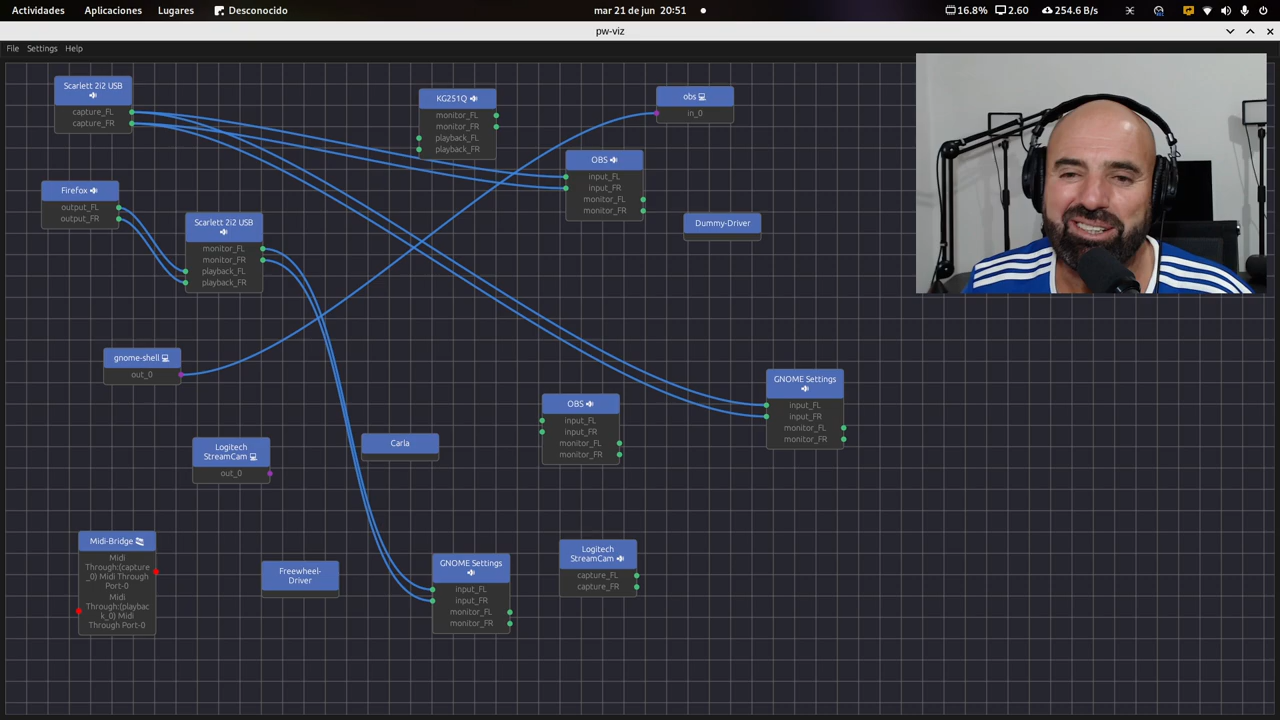 Actividades Aplicaciones Lugares Desconocido mar 21 de jun 20:51 16.8% 2.60 254.6 B/s
pw-viz
File Settings Help
Scarlett 2i2 USB
capture_FL
capture_FR
KG251Q
monitor_FL
monitor_FR
playback_FL
playback_FR
obs
in_0
OBS
input_FL
input_FR
monitor_FL
monitor_FR
Firefox
output_FL
output_FR
Scarlett 2i2 USB
monitor_FL
monitor_FR
playback_FL
playback_FR
Dummy-Driver
gnome-shell
out_0
GNOME Settings
input_FL
input_FR
monitor_FL
monitor_FR
OBS
input_FL
input_FR
monitor_FL
monitor_FR
Logitech
StreamCam
out_0
Carla
Midi-Bridge
Midi
Through:(capture
_0) Midi Through
Port-0
Midi
Through:(playbac
k_0) Midi
Through Port-0
Freewheel-
Driver
GNOME Settings
input_FL
input_FR
monitor_FL
monitor_FR
Logitech
StreamCam
capture_FL
capture_FR